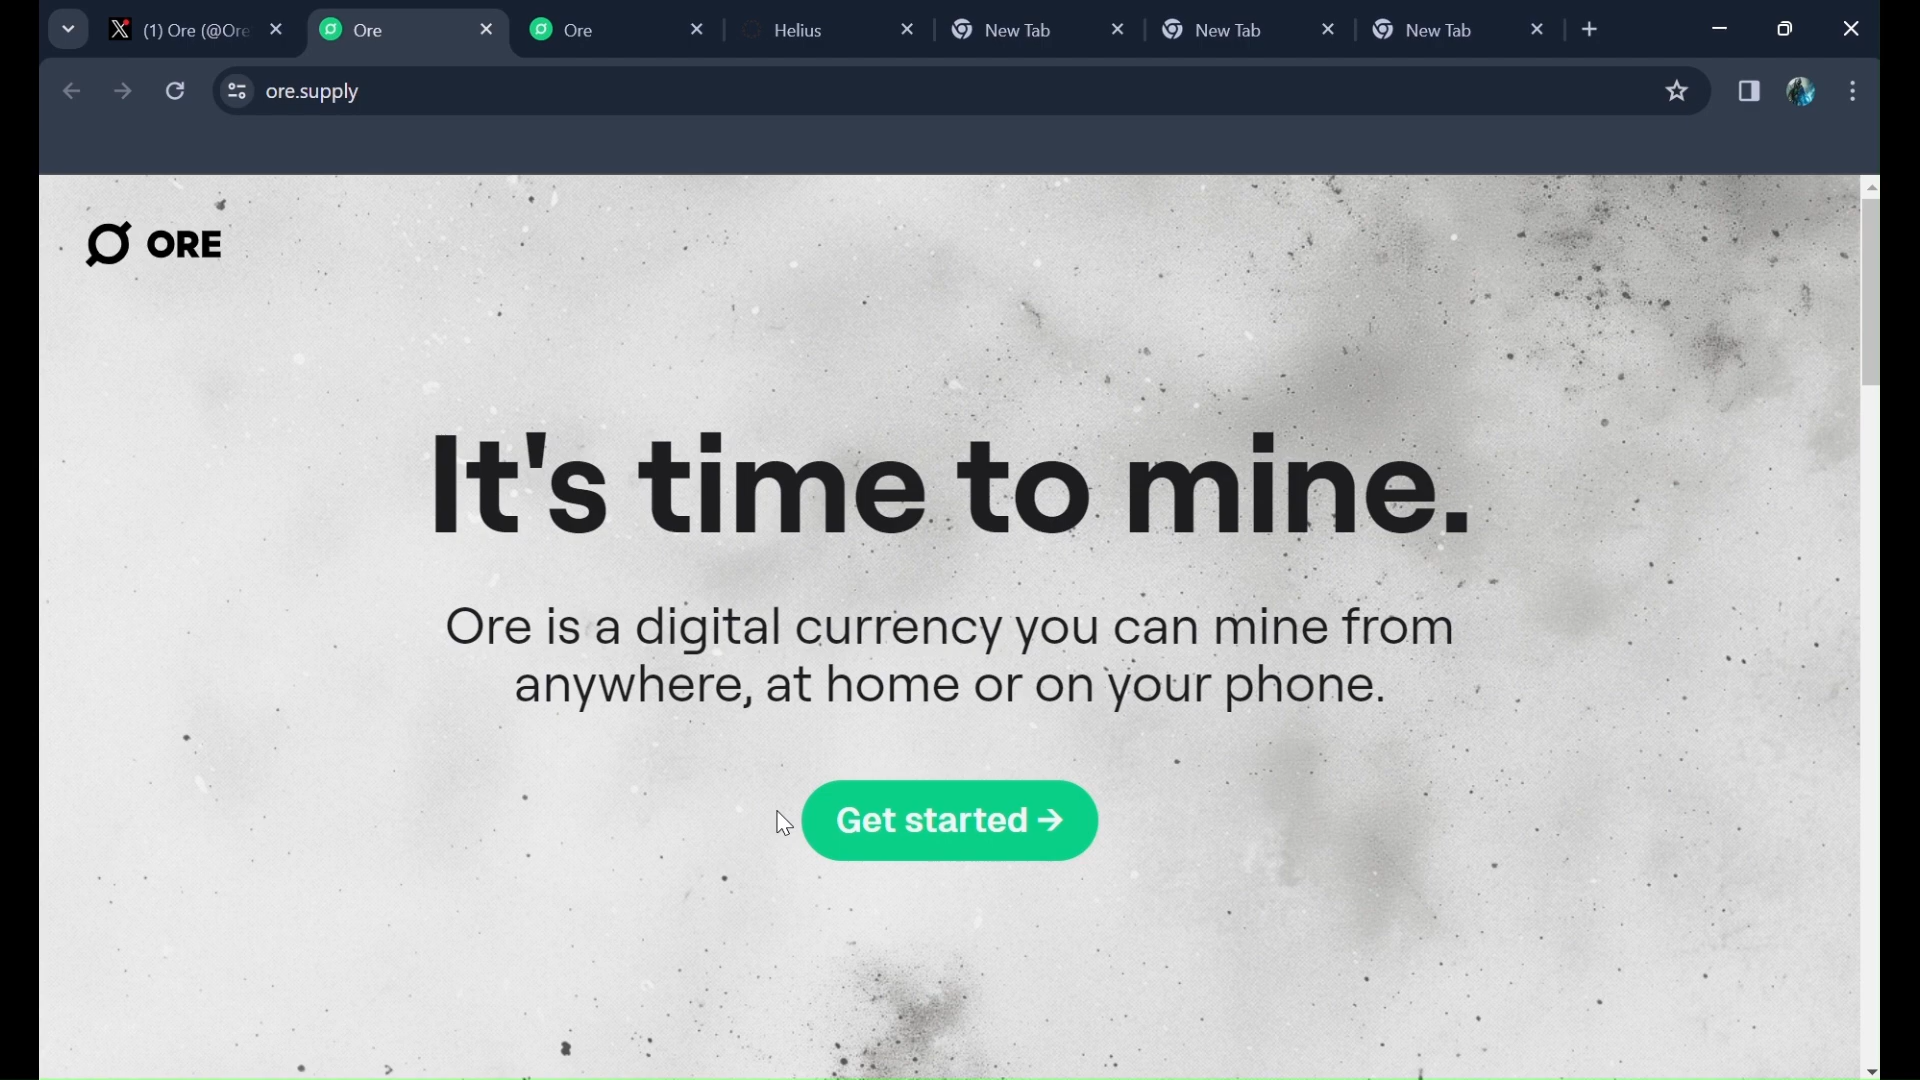 (1) Ore (@Ore
Ore
Ore
Helius
New Tab
New Tab
New Tab
ore.supply
ORE
It's time to mine.
Ore is a digital currency you can mine from
anywhere, at home or on your phone.
Get started →